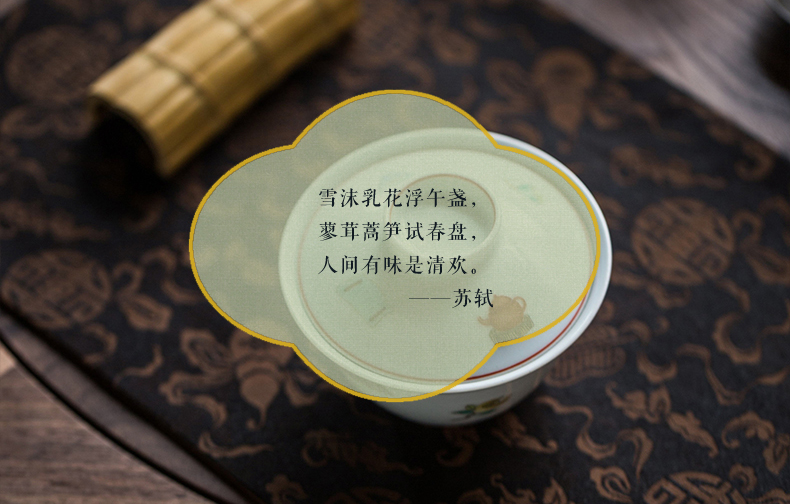 雪沫乳花浮午盏，
蓼茸蒿笋试春盘，
人间有味是清欢。
——苏轼